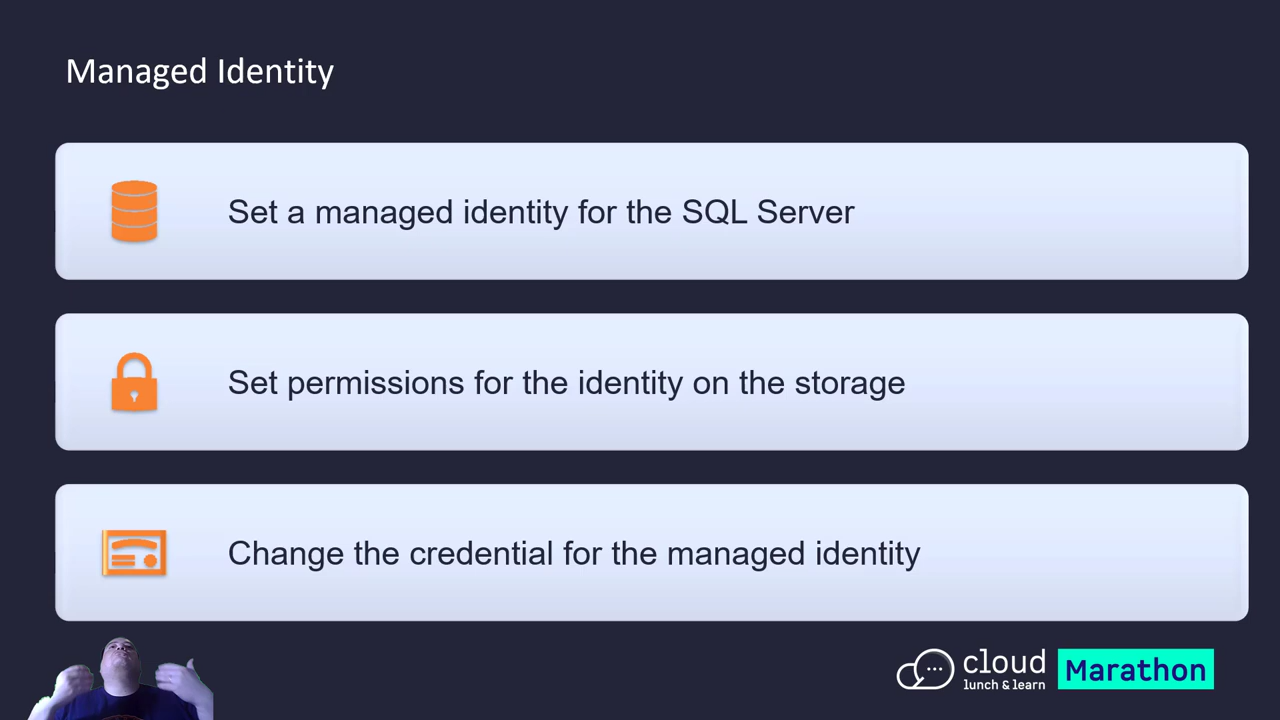 Managed Identity
Set a managed identity for the SQL Server
Set permissions for the identity on the storage
Change the credential for the managed identity
cloud
lunch & learn
Marathon